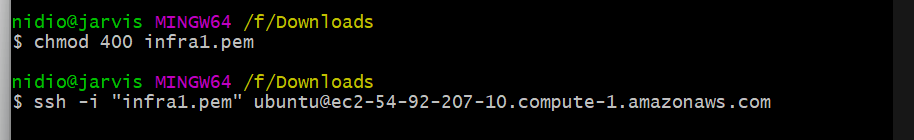 nidio@jarvis MINGW64 /f/Downloads
$ chmod 400 infra1.pem
nidio@jarvis MINGW64 /f/Downloads
$ ssh -i "infra1.pem" ubuntu@ec2-54-92-207-10.compute-1.amazonaws.com